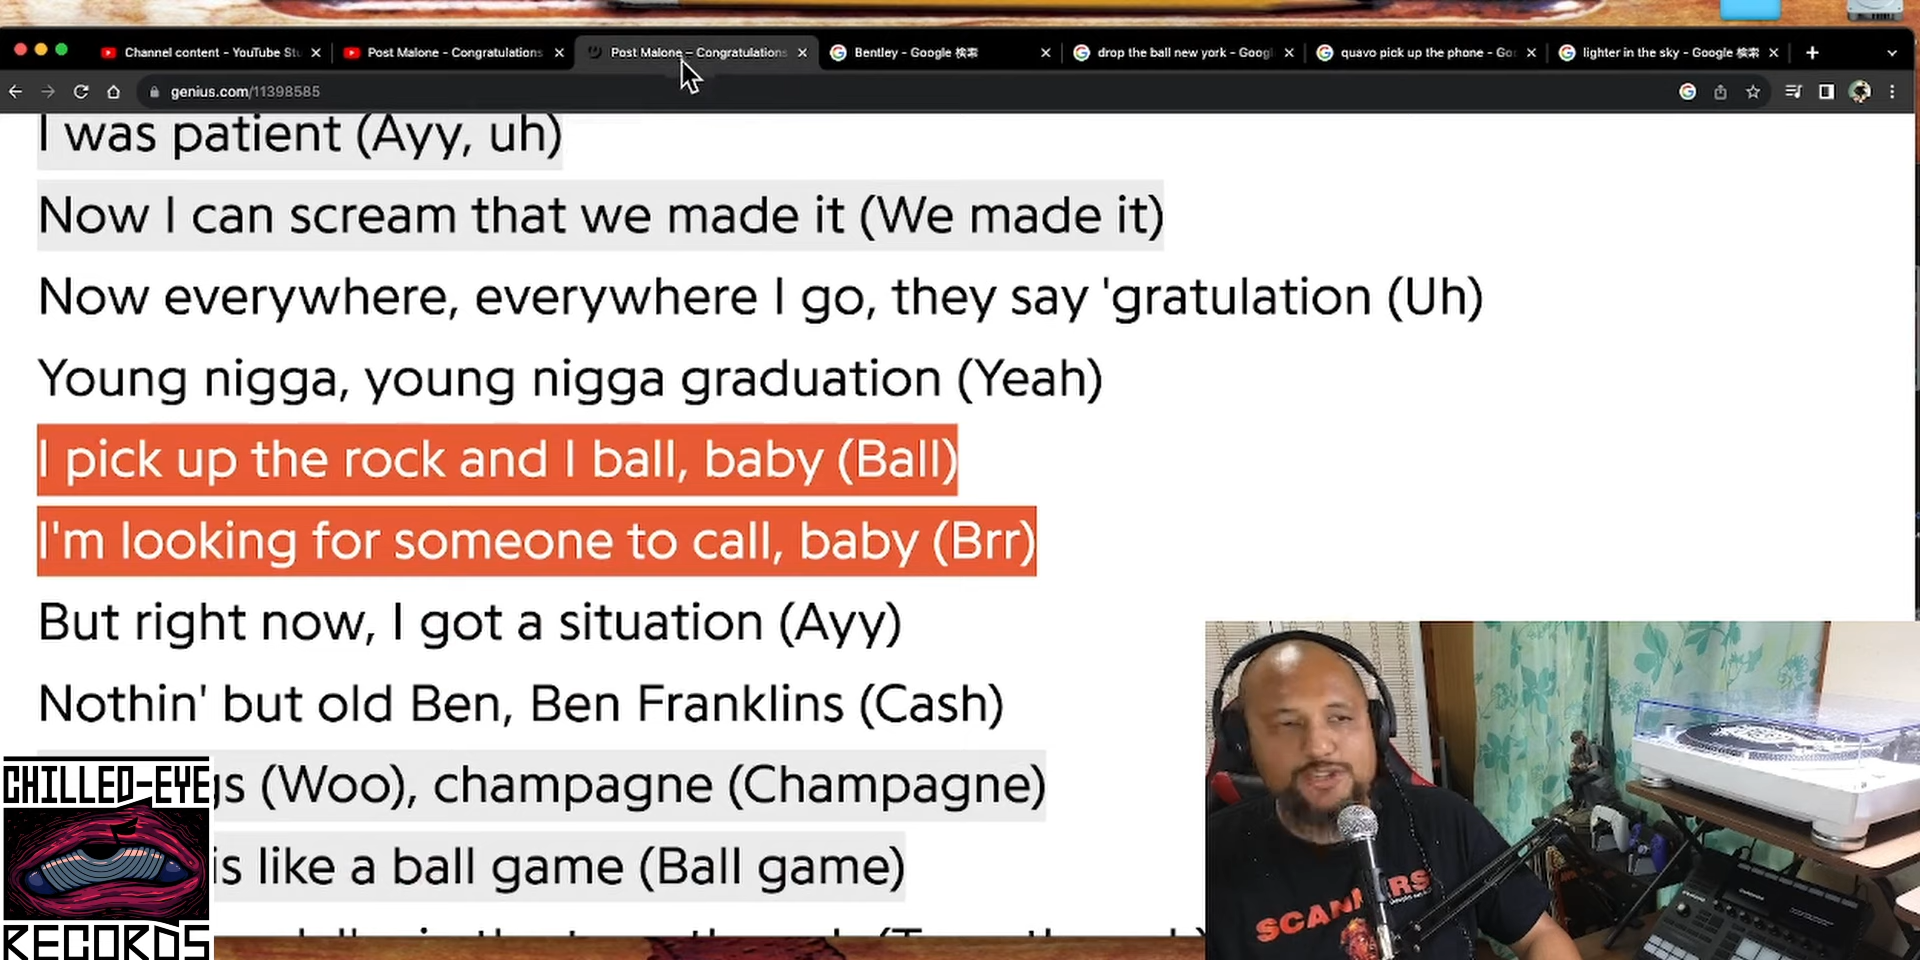 Channel content - YouTube Stu
Post Malone - Congratulations
Post Malone – Congratulations
Bentley - Google 検索
drop the ball new york - Googl
quavo pick up the phone - Go
lighter in the sky - Google 検索
genius.com/11398585
I was patient (Ayy, uh)
Now I can scream that we made it (We made it)
Now everywhere, everywhere I go, they say 'gratulation (Uh)
Young nigga, young nigga graduation (Yeah)
I pick up the rock and I ball, baby (Ball)
I'm looking for someone to call, baby (Brr)
But right now, I got a situation (Ayy)
Nothin' but old Ben, Ben Franklins (Cash)
gs (Woo), champagne (Champagne)
is like a ball game (Ball game)
CHILLED-EYE
RECORDS